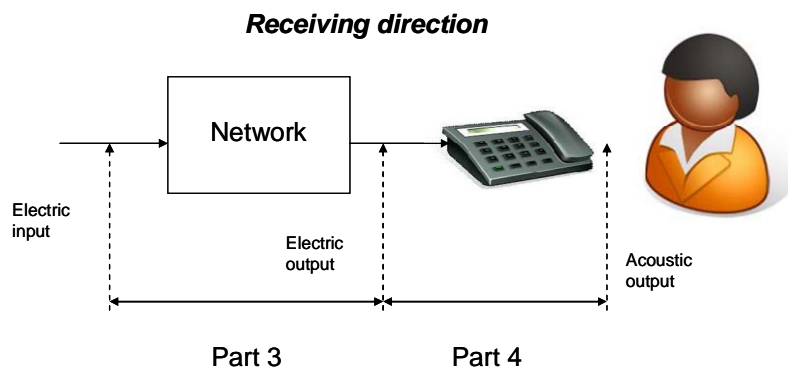 Receiving direction
Network
Electric
input
Electric
output
Acoustic
output
Part 3
Part 4